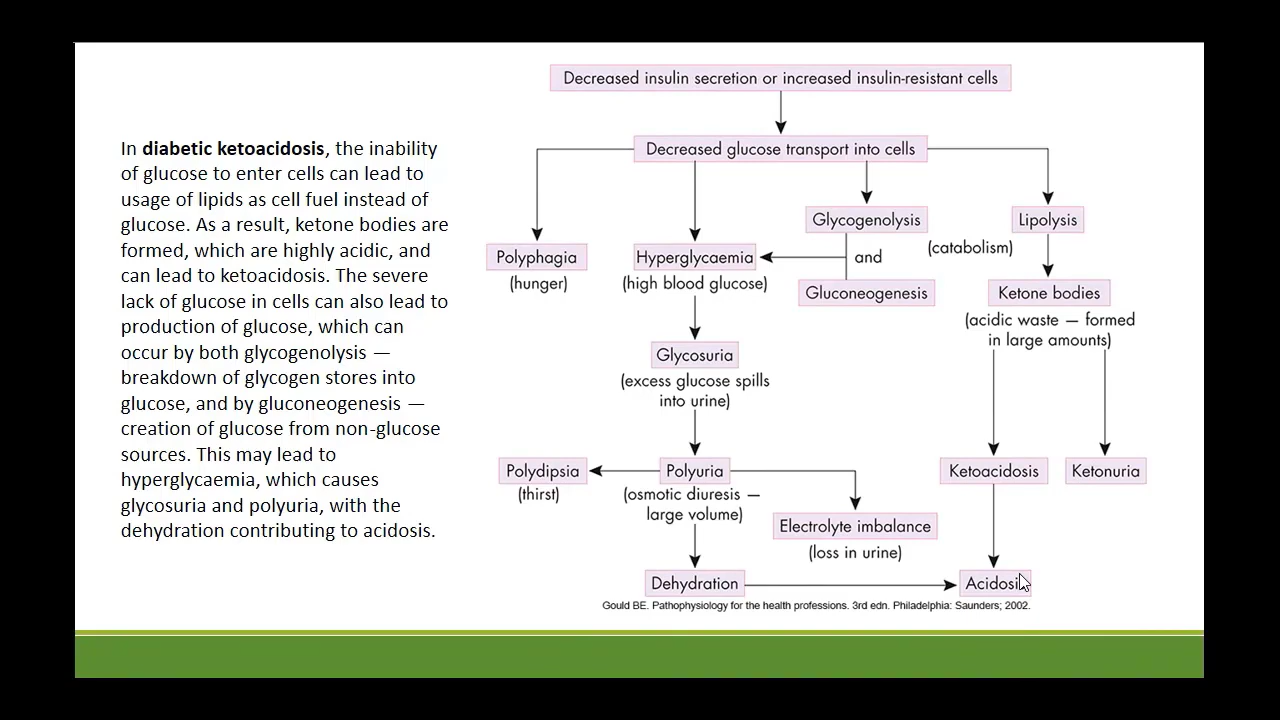 In diabetic ketoacidosis, the inability
of glucose to enter cells can lead to
usage of lipids as cell fuel instead of
glucose. As a result, ketone bodies are
formed, which are highly acidic, and
can lead to ketoacidosis. The severe
lack of glucose in cells can also lead to
production of glucose, which can
occur by both glycogenolysis —
breakdown of glycogen stores into
glucose, and by gluconeogenesis —
creation of glucose from non-glucose
sources. This may lead to
hyperglycaemia, which causes
glycosuria and polyuria, with the
dehydration contributing to acidosis.
Decreased insulin secretion or increased insulin-resistant cells
Decreased glucose transport into cells
Polyphagia
(hunger)
Hyperglycaemia
(high blood glucose)
Glycogenolysis
and
Gluconeogenesis
Lipolysis
(catabolism)
Ketone bodies
(acidic waste — formed
in large amounts)
Glycosuria
(excess glucose spills
into urine)
Polydipsia
(thirst)
Polyuria
(osmotic diuresis —
large volume)
Electrolyte imbalance
(loss in urine)
Ketoacidosis
Ketonuria
Dehydration
Acidosis
Gould BE. Pathophysiology for the health professions. 3rd edn. Philadelphia: Saunders; 2002.